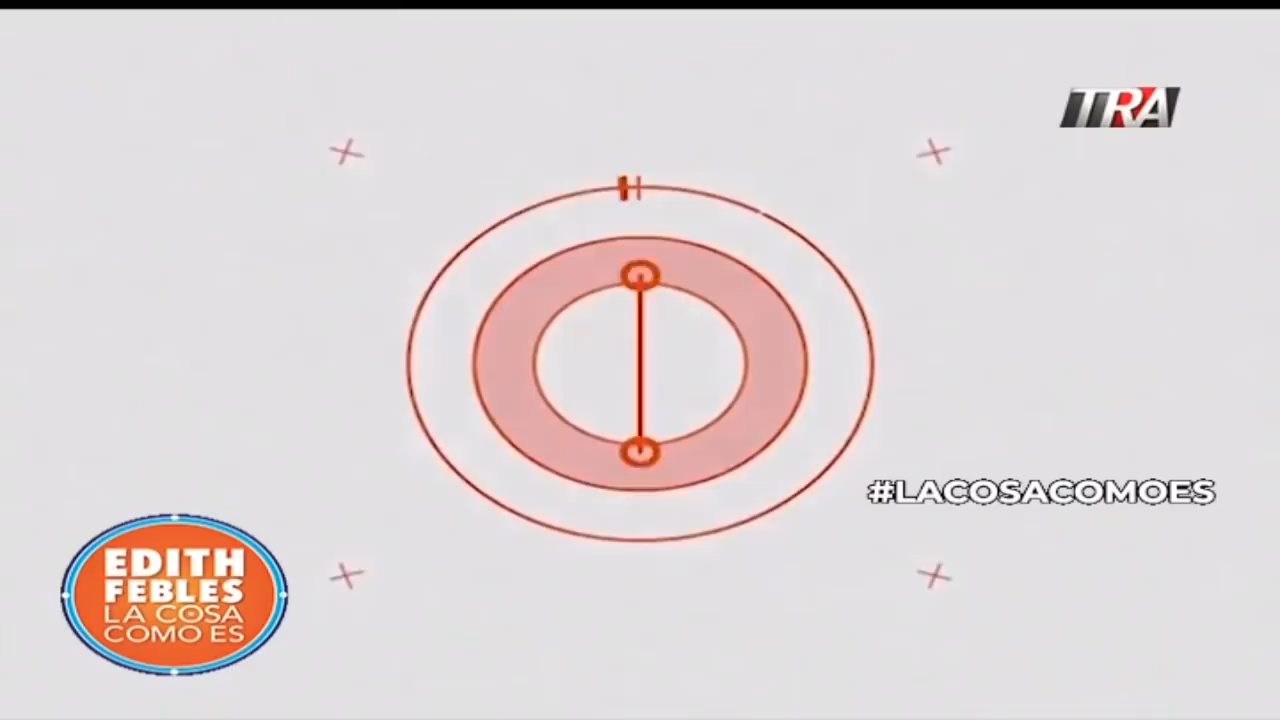 TRA
#LACOSACOMOES
EDITH
FEBLES
LA COSA
COMO ES